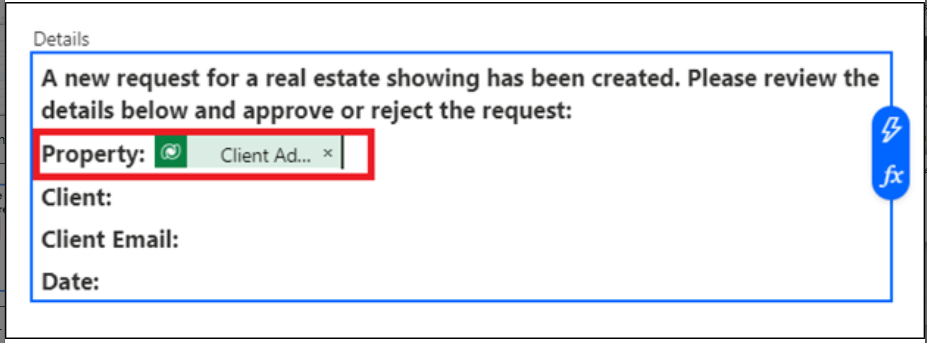 Details
A new request for a real estate showing has been created. Please review the
details below and approve or reject the request:
Property: Client Ad... ×
Client:
Client Email:
Date:
fx